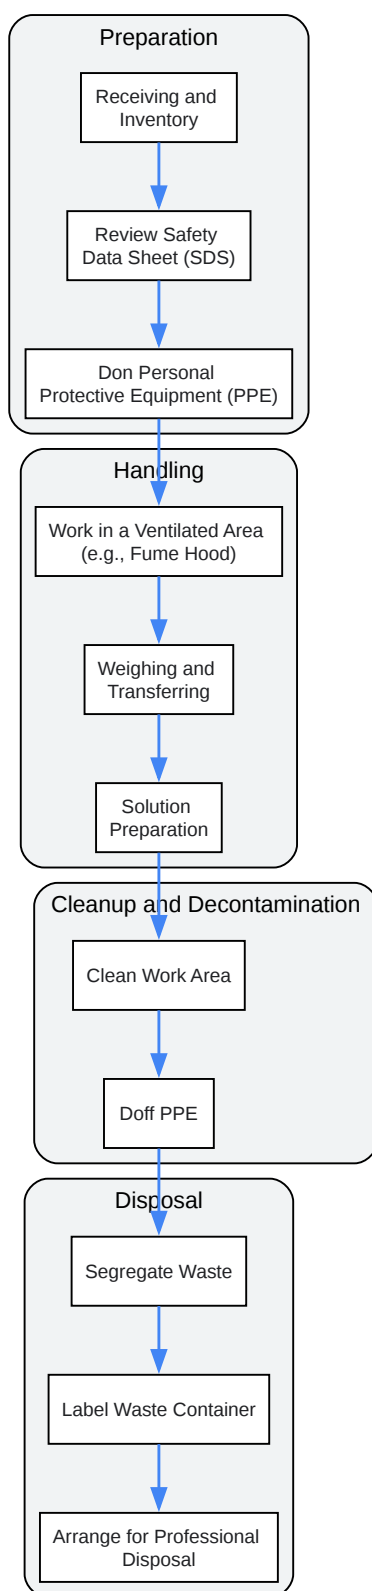 Preparation
Receiving and
Inventory
Review Safety
Data Sheet (SDS)
Don Personal
Protective Equipment (PPE)
Handling
Work in a Ventilated Area
(e.g., Fume Hood)
Weighing and
Transferring
Solution
Preparation
Cleanup and Decontamination
Clean Work Area
Doff PPE
Disposal
Segregate Waste
Label Waste Container
Arrange for Professional
Disposal